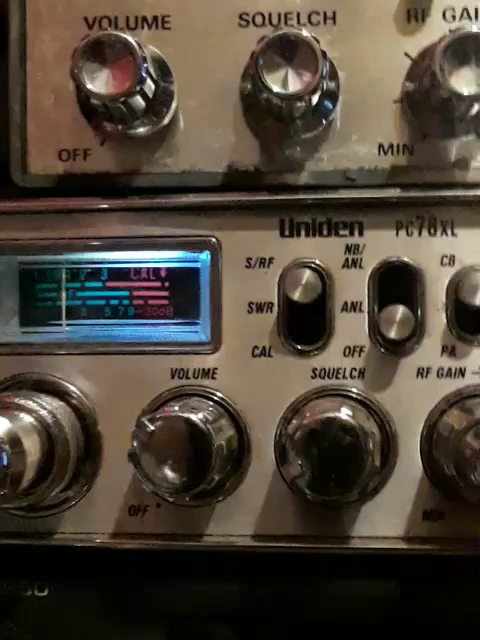 VOLUME SQUELCH RF GAI
OFF MIN
Uniden PC78XL
S/RF NB/ANL CB
SWR ANL
CAL OFF PA
CAL
VOLUME SQUELCH RF GAIN
OFF